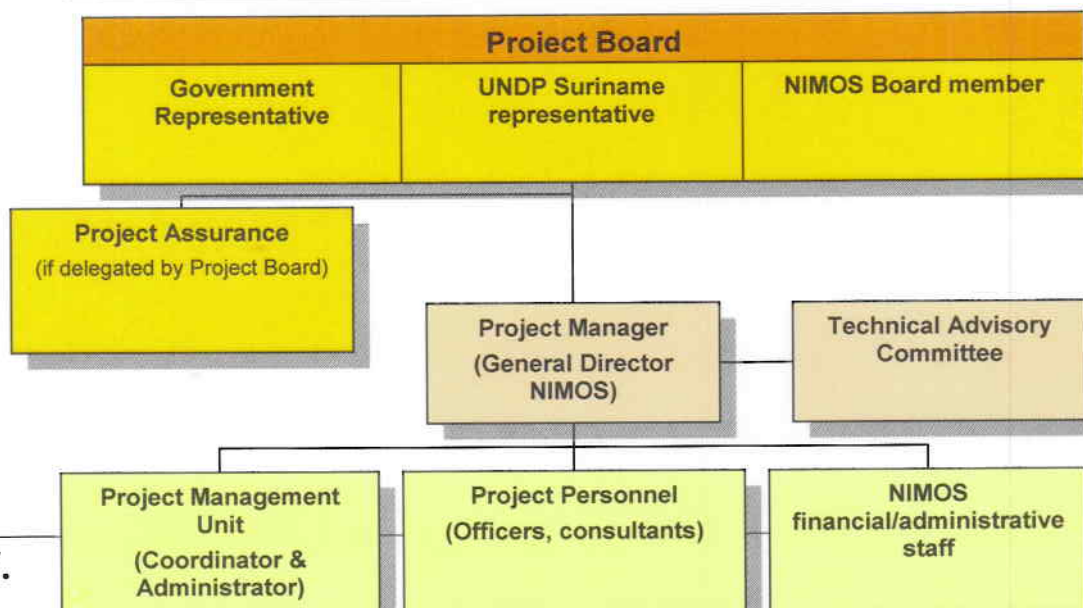 Project Board
Government
Representative
UNDP Suriname
representative
NIMOS Board member
Project Assurance
(if delegated by Project Board)
Project Manager
(General Director
NIMOS)
Technical Advisory
Committee
Project Management
Unit
(Coordinator &
Administrator)
Project Personnel
(Officers, consultants)
NIMOS
financial/administrative
staff